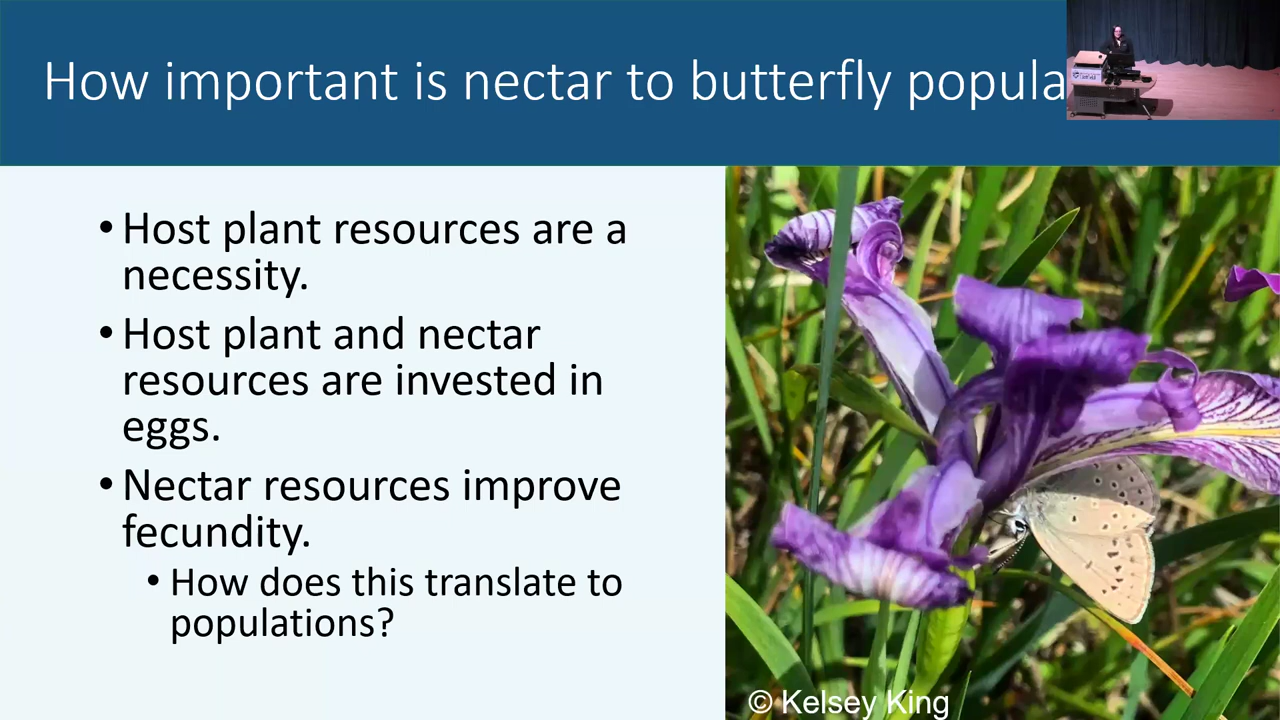 How important is nectar to butterfly popula
• Host plant resources are a
necessity.
• Host plant and nectar
resources are invested in
eggs.
• Nectar resources improve
fecundity.
• How does this translate to
populations?
© Kelsey King